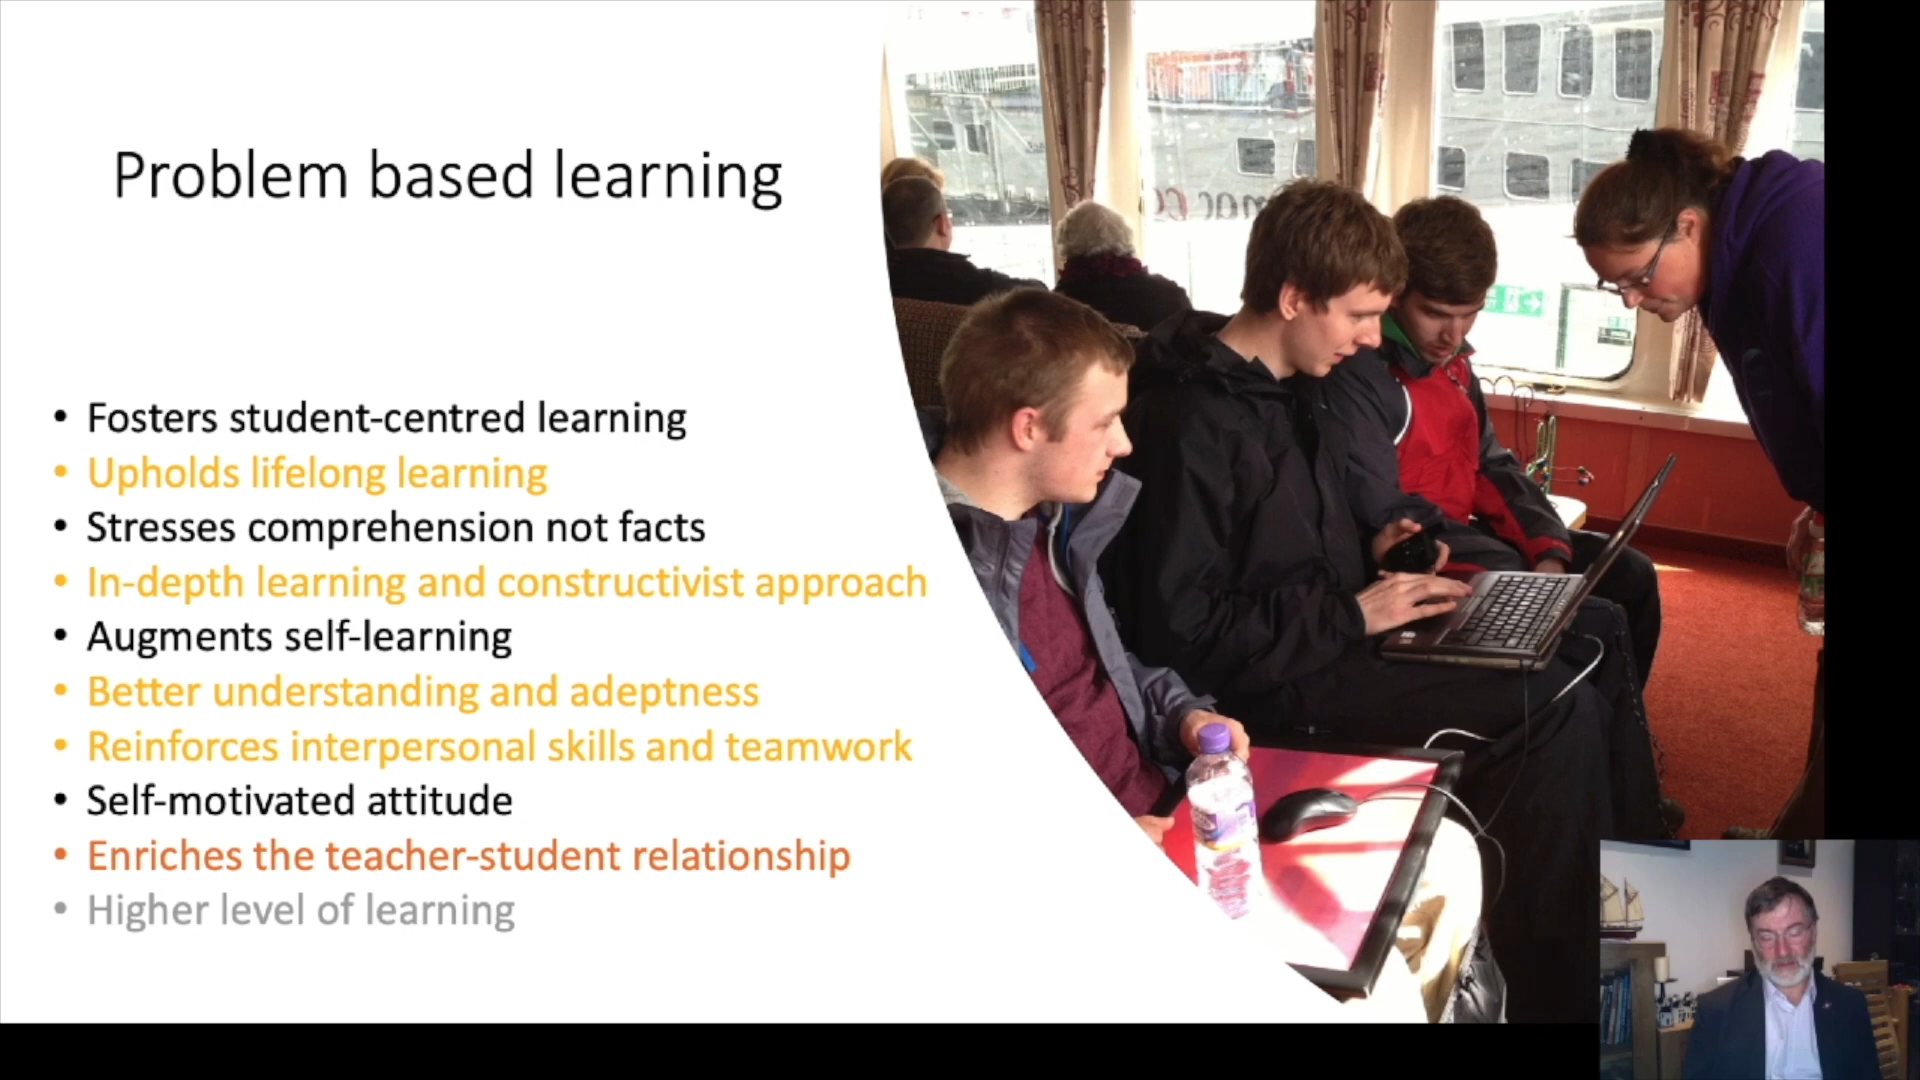 Problem based learning
• Fosters student-centred learning
• Upholds lifelong learning
• Stresses comprehension not facts
• In-depth learning and constructivist approach
• Augments self-learning
• Better understanding and adeptness
• Reinforces interpersonal skills and teamwork
• Self-motivated attitude
• Enriches the teacher-student relationship
• Higher level of learning